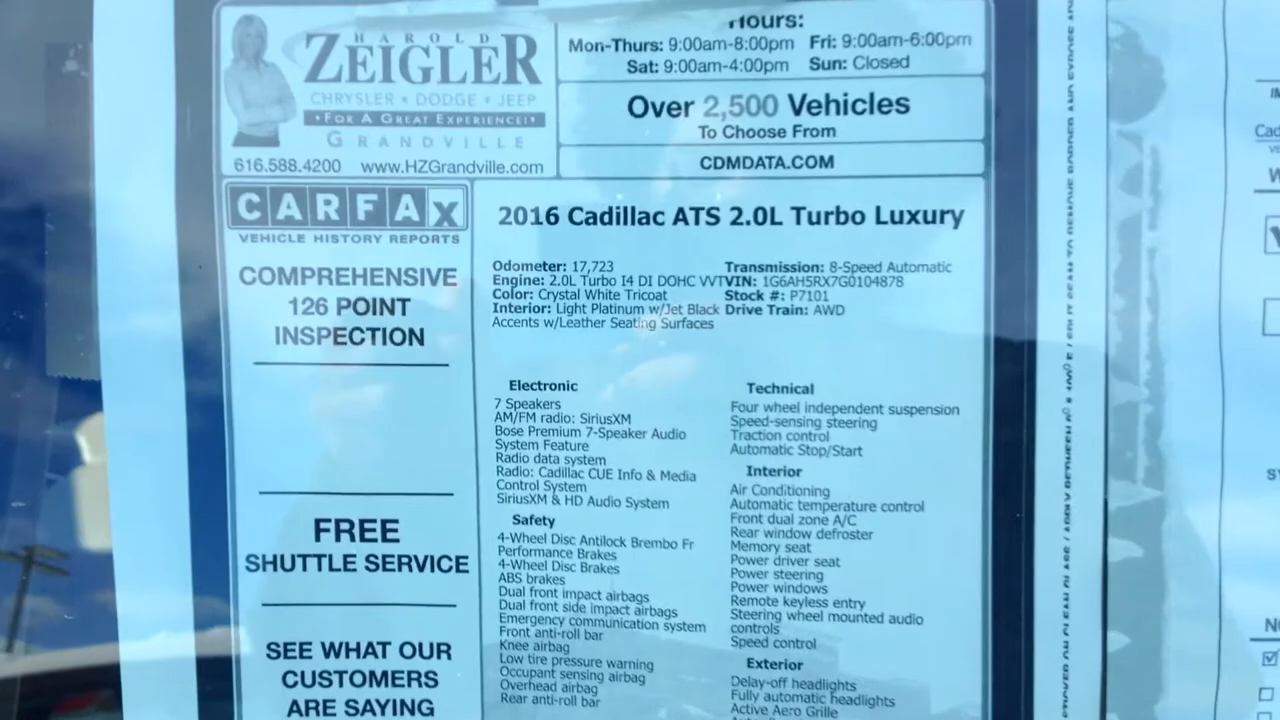 HAROLD
ZEIGLER
CHRYSLER • DODGE • JEEP
•FOR A GREAT EXPERIENCE!•
GRANDVILLE
616.588.4200 www.HZGrandville.com
Hours:
Mon-Thurs: 9:00am-8:00pm Fri: 9:00am-6:00pm
Sat: 9:00am-4:00pm Sun: Closed
Over 2,500 Vehicles
To Choose From
CDMDATA.COM
CARFAX
VEHICLE HISTORY REPORTS
COMPREHENSIVE
126 POINT
INSPECTION
FREE
SHUTTLE SERVICE
SEE WHAT OUR
CUSTOMERS
ARE SAYING
2016 Cadillac ATS 2.0L Turbo Luxury
Odometer: 17,723
Engine: 2.0L Turbo I4 DI DOHC VVT
Color: Crystal White Tricoat
Interior: Light Platinum w/Jet Black
Accents w/Leather Seating Surfaces
Transmission: 8-Speed Automatic
VIN: 1G6AH5RX7G0104878
Stock #: P7101
Drive Train: AWD
Electronic
7 Speakers
AM/FM radio: SiriusXM
Bose Premium 7-Speaker Audio
System Feature
Radio data system
Radio: Cadillac CUE Info & Media
Control System
SiriusXM & HD Audio System
Safety
4-Wheel Disc Antilock Brembo Fr
Performance Brakes
4-Wheel Disc Brakes
ABS brakes
Dual front impact airbags
Dual front side impact airbags
Emergency communication system
Front anti-roll bar
Knee airbag
Low tire pressure warning
Occupant sensing airbag
Overhead airbag
Rear anti-roll bar
Technical
Four wheel independent suspension
Speed-sensing steering
Traction control
Automatic Stop/Start
Interior
Air Conditioning
Automatic temperature control
Front dual zone A/C
Rear window defroster
Memory seat
Power driver seat
Power steering
Power windows
Remote keyless entry
Steering wheel mounted audio
controls
Speed control
Exterior
Delay-off headlights
Fully automatic headlights
Active Aero Grille